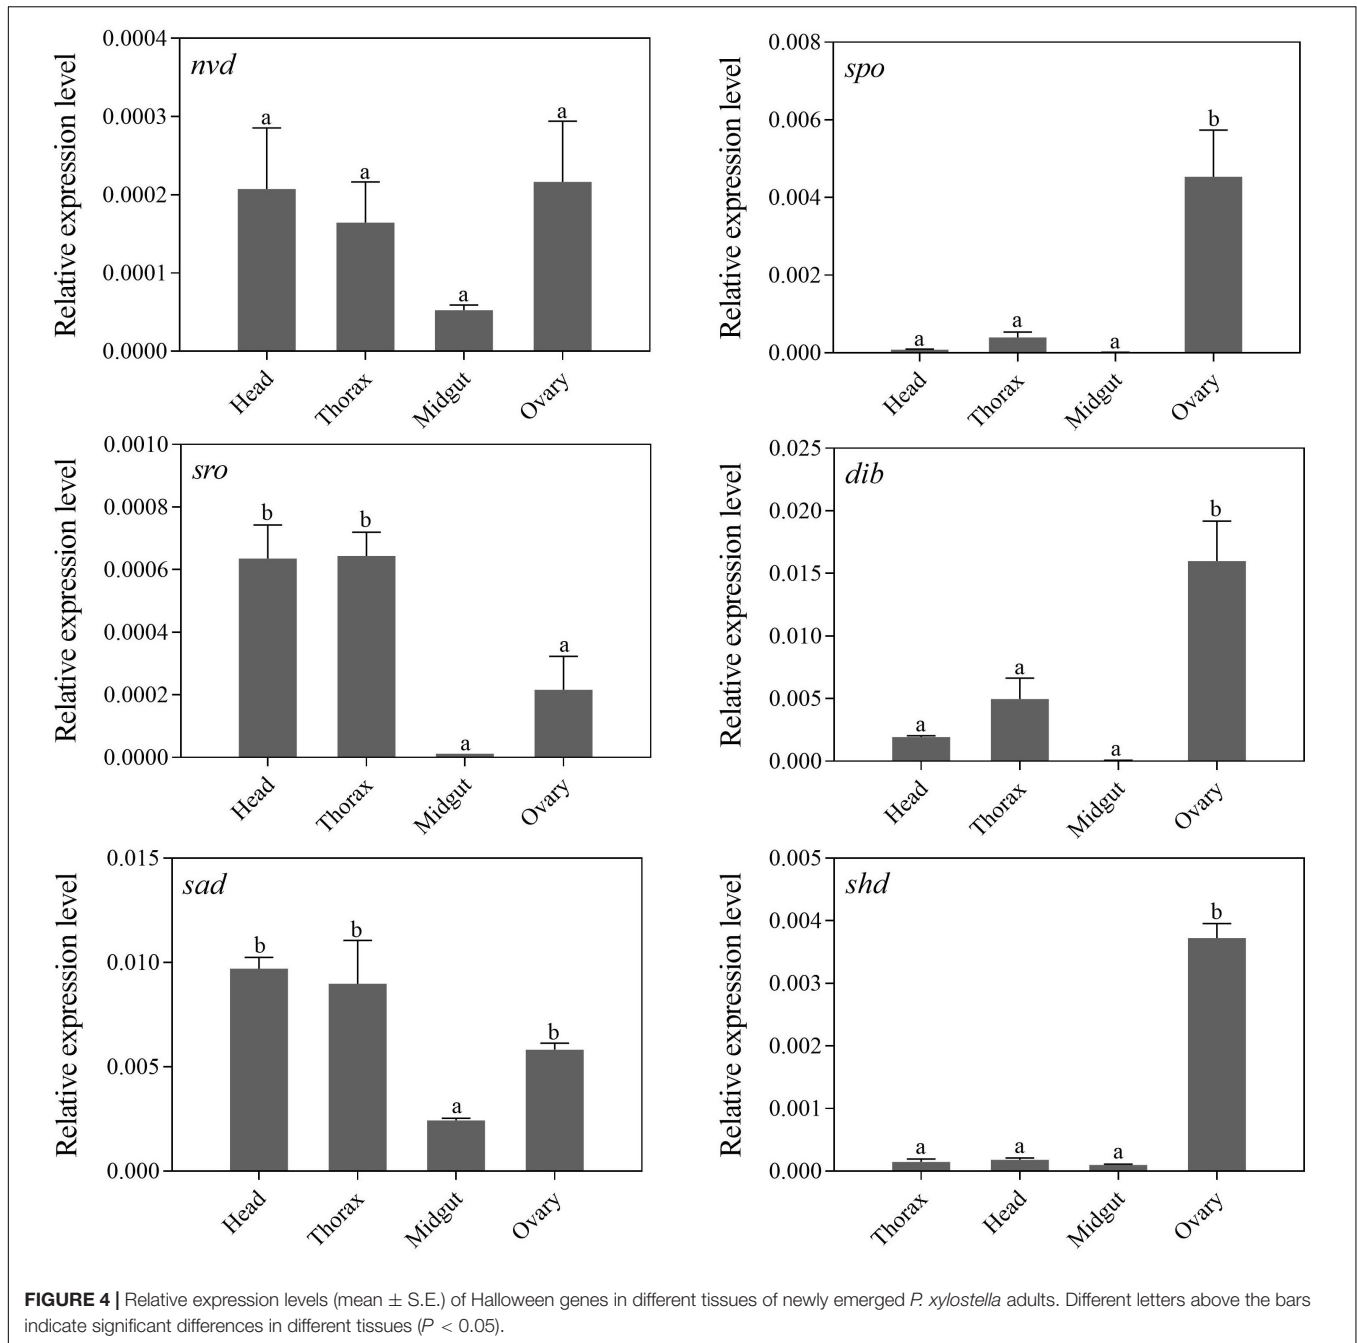 nvd
Relative expression level
0.0004
0.0003
0.0002
0.0001
0.0000
a
a
a
a
Head
Thorax
Midgut
Ovary
spo
Relative expression level
0.008
0.006
0.004
0.002
0.000
a
a
a
b
Head
Thorax
Midgut
Ovary
sro
Relative expression level
0.0010
0.0008
0.0006
0.0004
0.0002
0.0000
b
b
a
a
Head
Thorax
Midgut
Ovary
dib
Relative expression level
0.025
0.020
0.015
0.010
0.005
0.000
a
a
a
b
Head
Thorax
Midgut
Ovary
sad
Relative expression level
0.015
0.010
0.005
0.000
b
b
a
b
Head
Thorax
Midgut
Ovary
shd
Relative expression level
0.005
0.004
0.003
0.002
0.001
0.000
a
a
a
b
Thorax
Head
Midgut
Ovary
FIGURE 4 | Relative expression levels (mean ± S.E.) of Halloween genes in different tissues of newly emerged P. xylostella adults. Different letters above the bars
indicate significant differences in different tissues (P < 0.05).